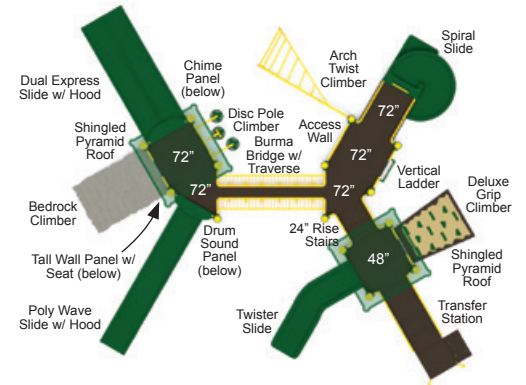 Dual Express
Slide w/ Hood
Shingled
Pyramid
Roof
Bedrock
Climber
Tall Wall Panel w/
Seat (below)
Poly Wave
Slide w/ Hood
Chime
Panel
(below)
Disc Pole
Climber
Burma
Bridge w/
Traverse
72”
72”
Drum
Sound
Panel
(below)
Arch
Twist
Climber
Access
Wall
Spiral
Slide
72”
72”
72”
Vertical
Ladder
24” Rise
Stairs
48”
Deluxe
Grip
Climber
Shingled
Pyramid
Roof
Transfer
Station
Twister
Slide